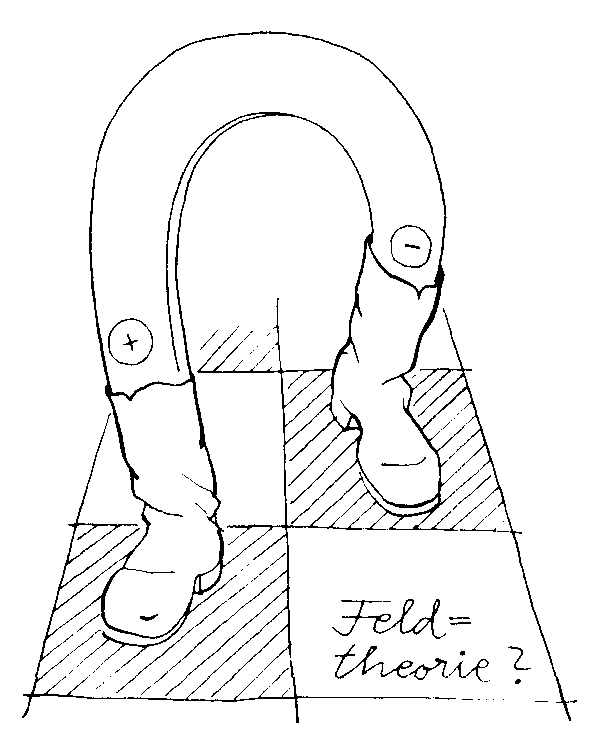 −
+
Feld=
theorie?